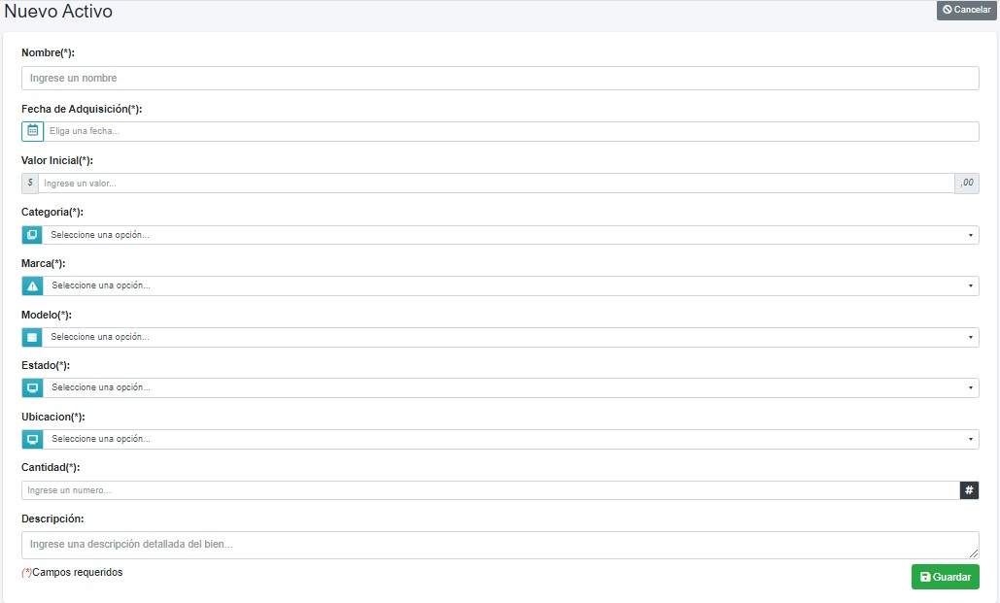 Nuevo Activo
Cancelar
Nombre(*):
Ingrese un nombre
Fecha de Adquisición(*):
Eliga una fecha...
Valor Inicial(*):
$ Ingrese un valor... ,00
Categoria(*):
Seleccione una opción...
Marca(*):
Seleccione una opción...
Modelo(*):
Seleccione una opción...
Estado(*):
Seleccione una opción...
Ubicacion(*):
Seleccione una opción...
Cantidad(*):
Ingrese un numero... #
Descripción:
Ingrese una descripción detallada del bien...
(*)Campos requeridos
Guardar